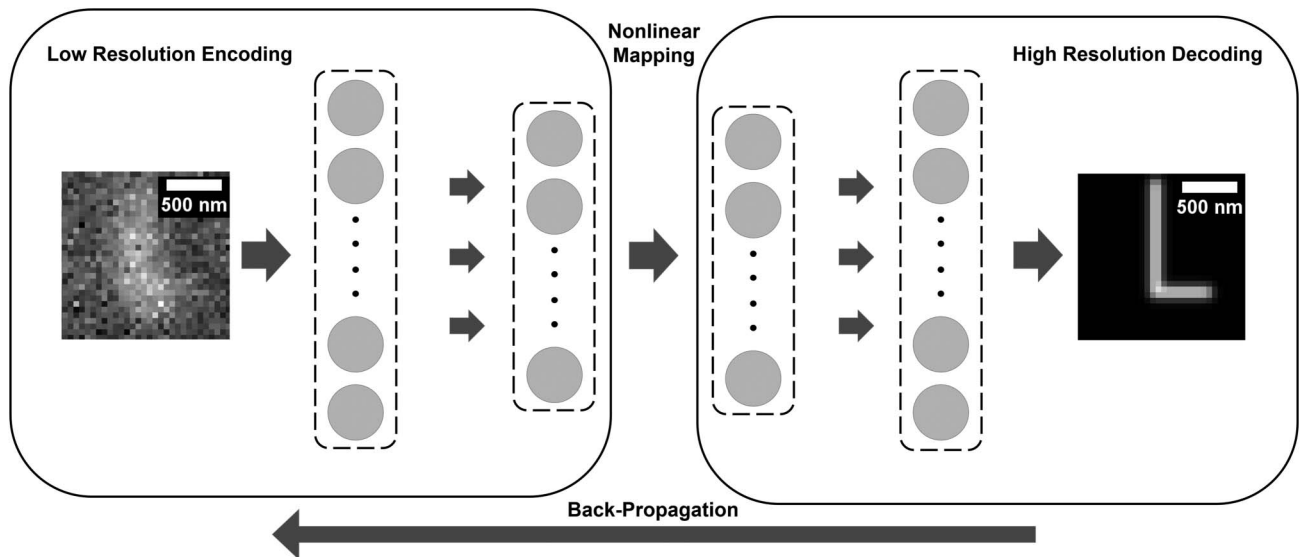 Low Resolution Encoding
500 nm
Nonlinear
Mapping
High Resolution Decoding
500 nm
Back-Propagation